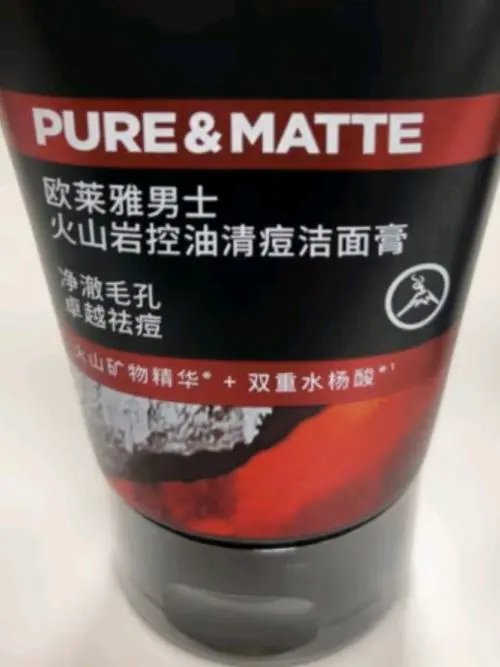 PURE & MATTE
欧莱雅男士
火山岩控油清痘洁面膏
净澈毛孔
卓越祛痘
火山矿物精华* + 双重水杨酸*¹